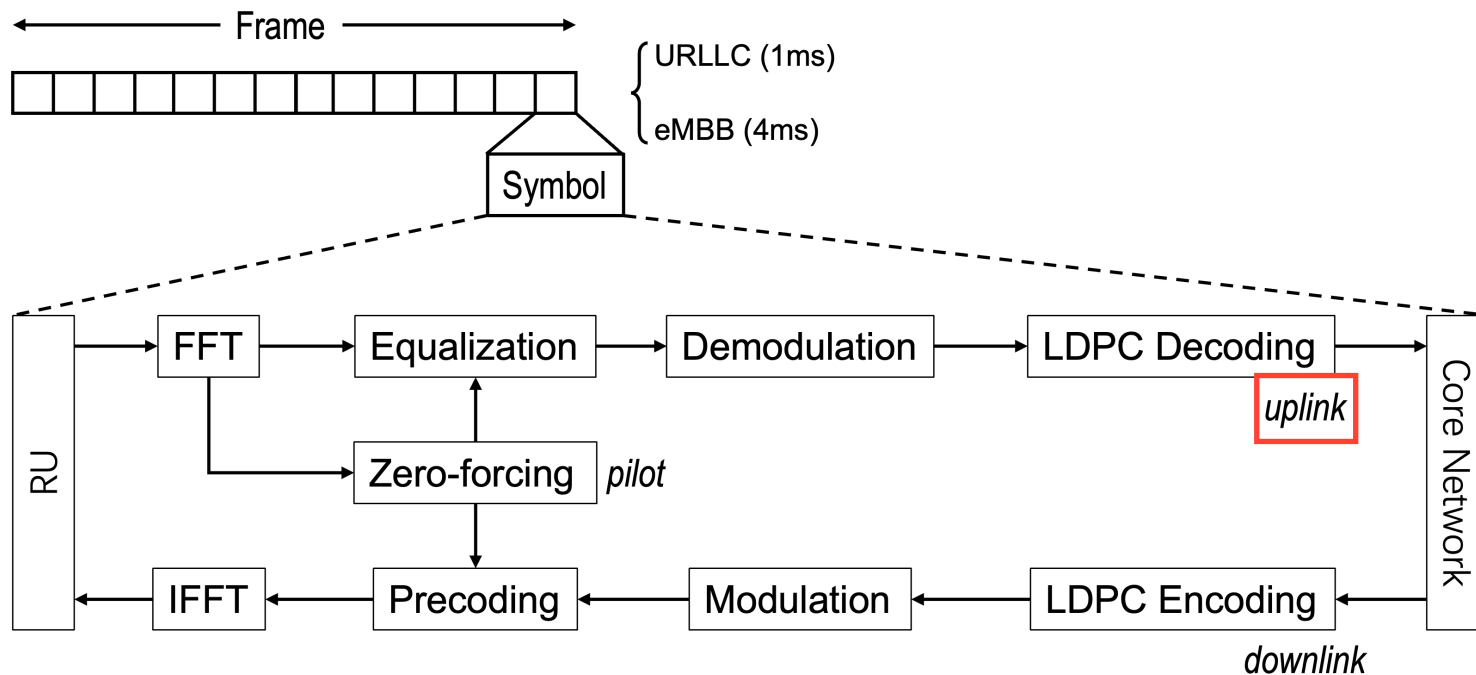 Frame
URLLC (1ms)
eMBB (4ms)
Symbol
RU
FFT
Equalization
Demodulation
LDPC Decoding
Core Network
uplink
Zero-forcing
pilot
IFFT
Precoding
Modulation
LDPC Encoding
downlink